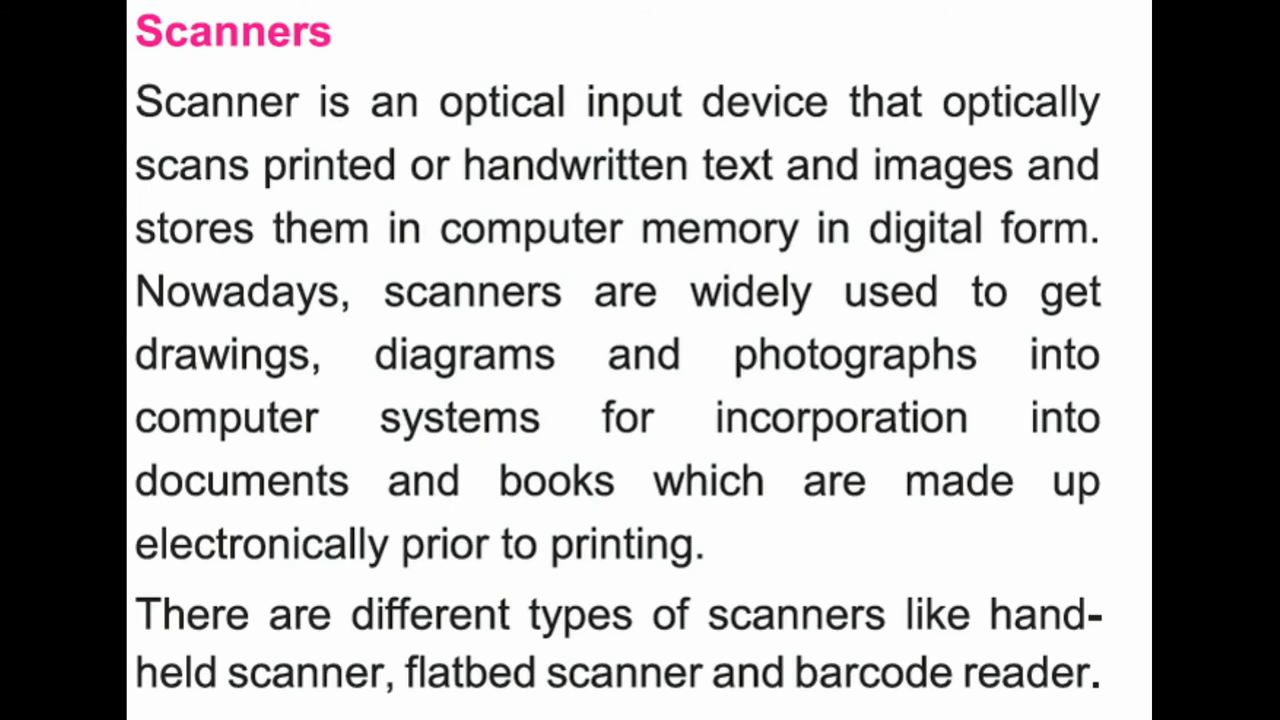 Scanners
Scanner is an optical input device that optically
scans printed or handwritten text and images and
stores them in computer memory in digital form.
Nowadays, scanners are widely used to get
drawings, diagrams and photographs into
computer systems for incorporation into
documents and books which are made up
electronically prior to printing.
There are different types of scanners like hand-
held scanner, flatbed scanner and barcode reader.